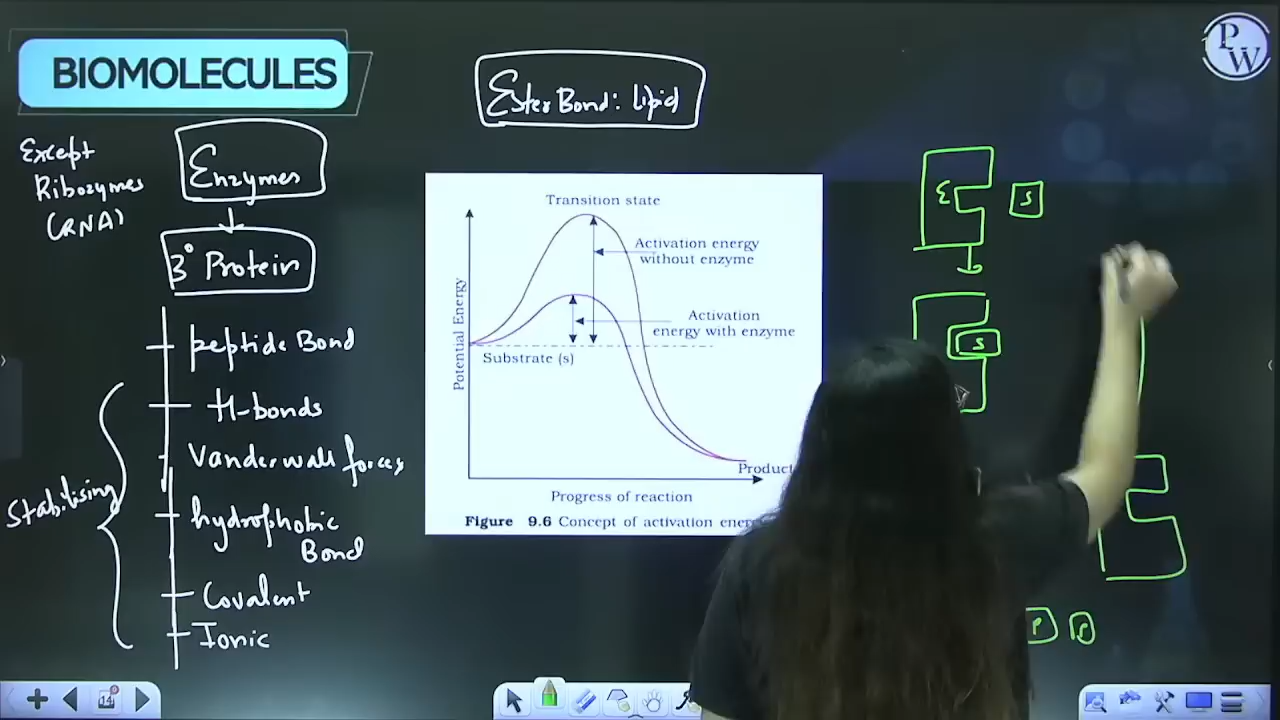 BIOMOLECULES
Ester Bond: lipid
PW
Except
Ribozymes
(RNA)
Enzymes
3° Protein
peptide Bond
H-bonds
Vanderwall forces
hydrophobic
Bond
Covalent
Ionic
Stabilising
Transition state
Activation energy
without enzyme
Activation
energy with enzyme
Potential Energy
Substrate (s)
Product
Progress of reaction
Figure 9.6 Concept of activation ener
E
S
S
P
P
14